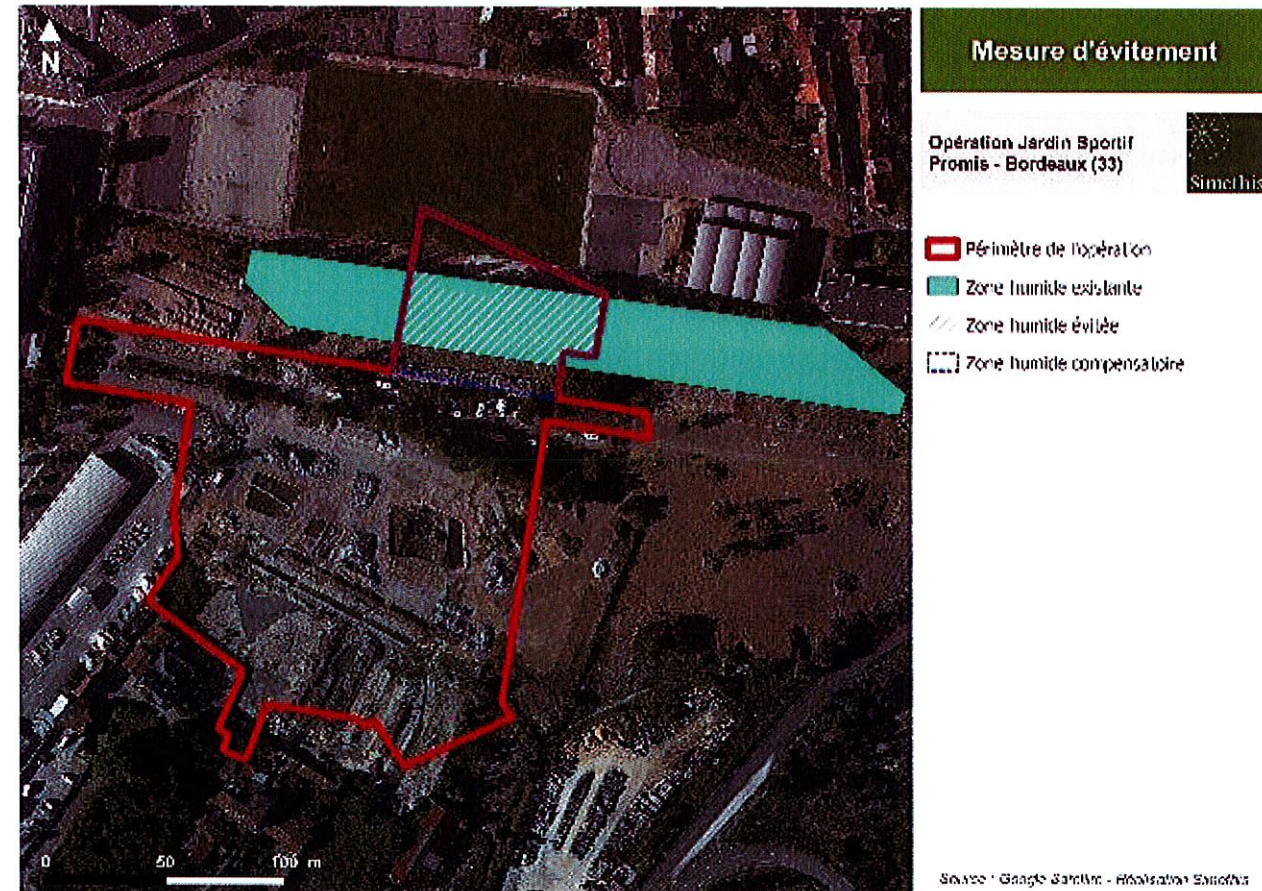 N
Mesure d'évitement
Opération Jardin Sportif
Promis - Bordeaux (33)
Simethis
Périmètre de l'opération
Zone humide existante
Zone humide évitée
Zone humide compensatoire
0 50 100 m
Source : Google Satellite - Réalisation Simethis